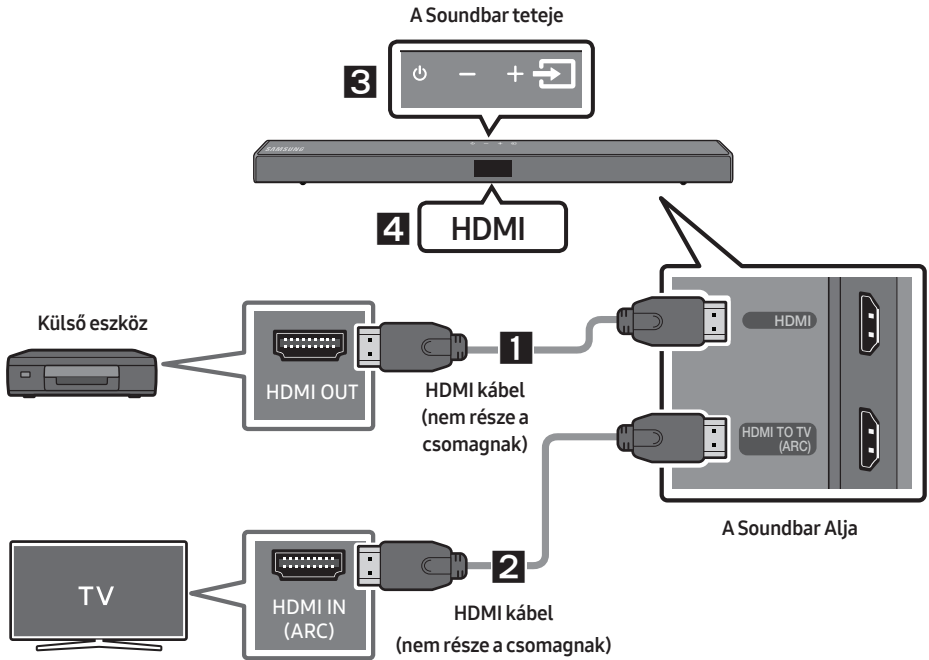 A Soundbar teteje
3
SAMSUNG
4
HDMI
Külső eszköz
HDMI OUT
1
HDMI kábel
(nem része a
csomagnak)
HDMI
HDMI TO TV
(ARC)
A Soundbar Alja
TV
HDMI IN
(ARC)
2
HDMI kábel
(nem része a csomagnak)